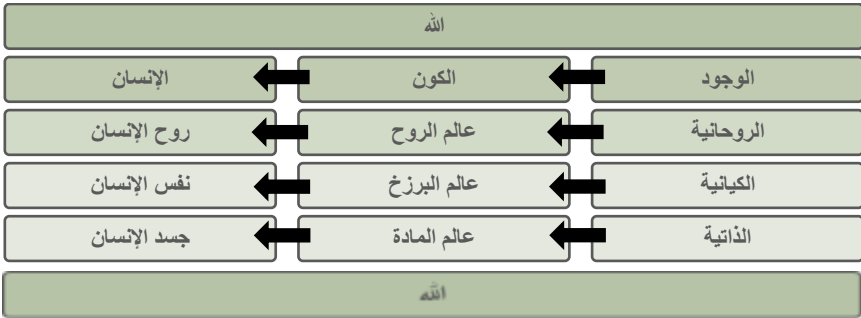 الله
الوجود الكون الإنسان
الروحانية عالم الروح روح الإنسان
الكيانية عالم البرزخ نفس الإنسان
الذاتية عالم المادة جسد الإنسان
الله